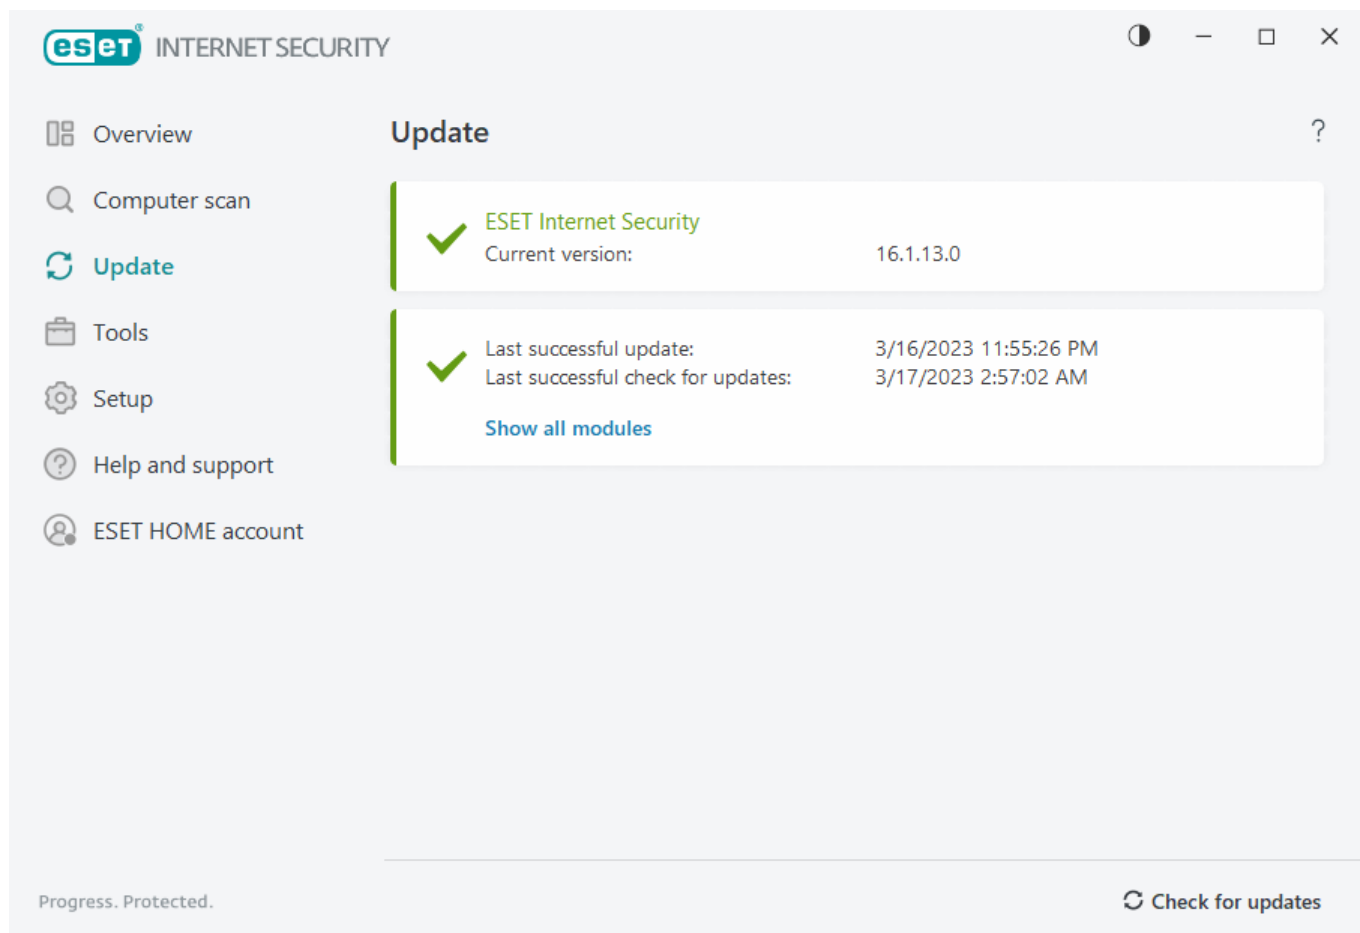 eset® INTERNET SECURITY
Overview
Computer scan
Update
Tools
Setup
Help and support
ESET HOME account
Update
?
ESET Internet Security
Current version: 16.1.13.0
Last successful update: 3/16/2023 11:55:26 PM
Last successful check for updates: 3/17/2023 2:57:02 AM
Show all modules
Progress. Protected.
Check for updates